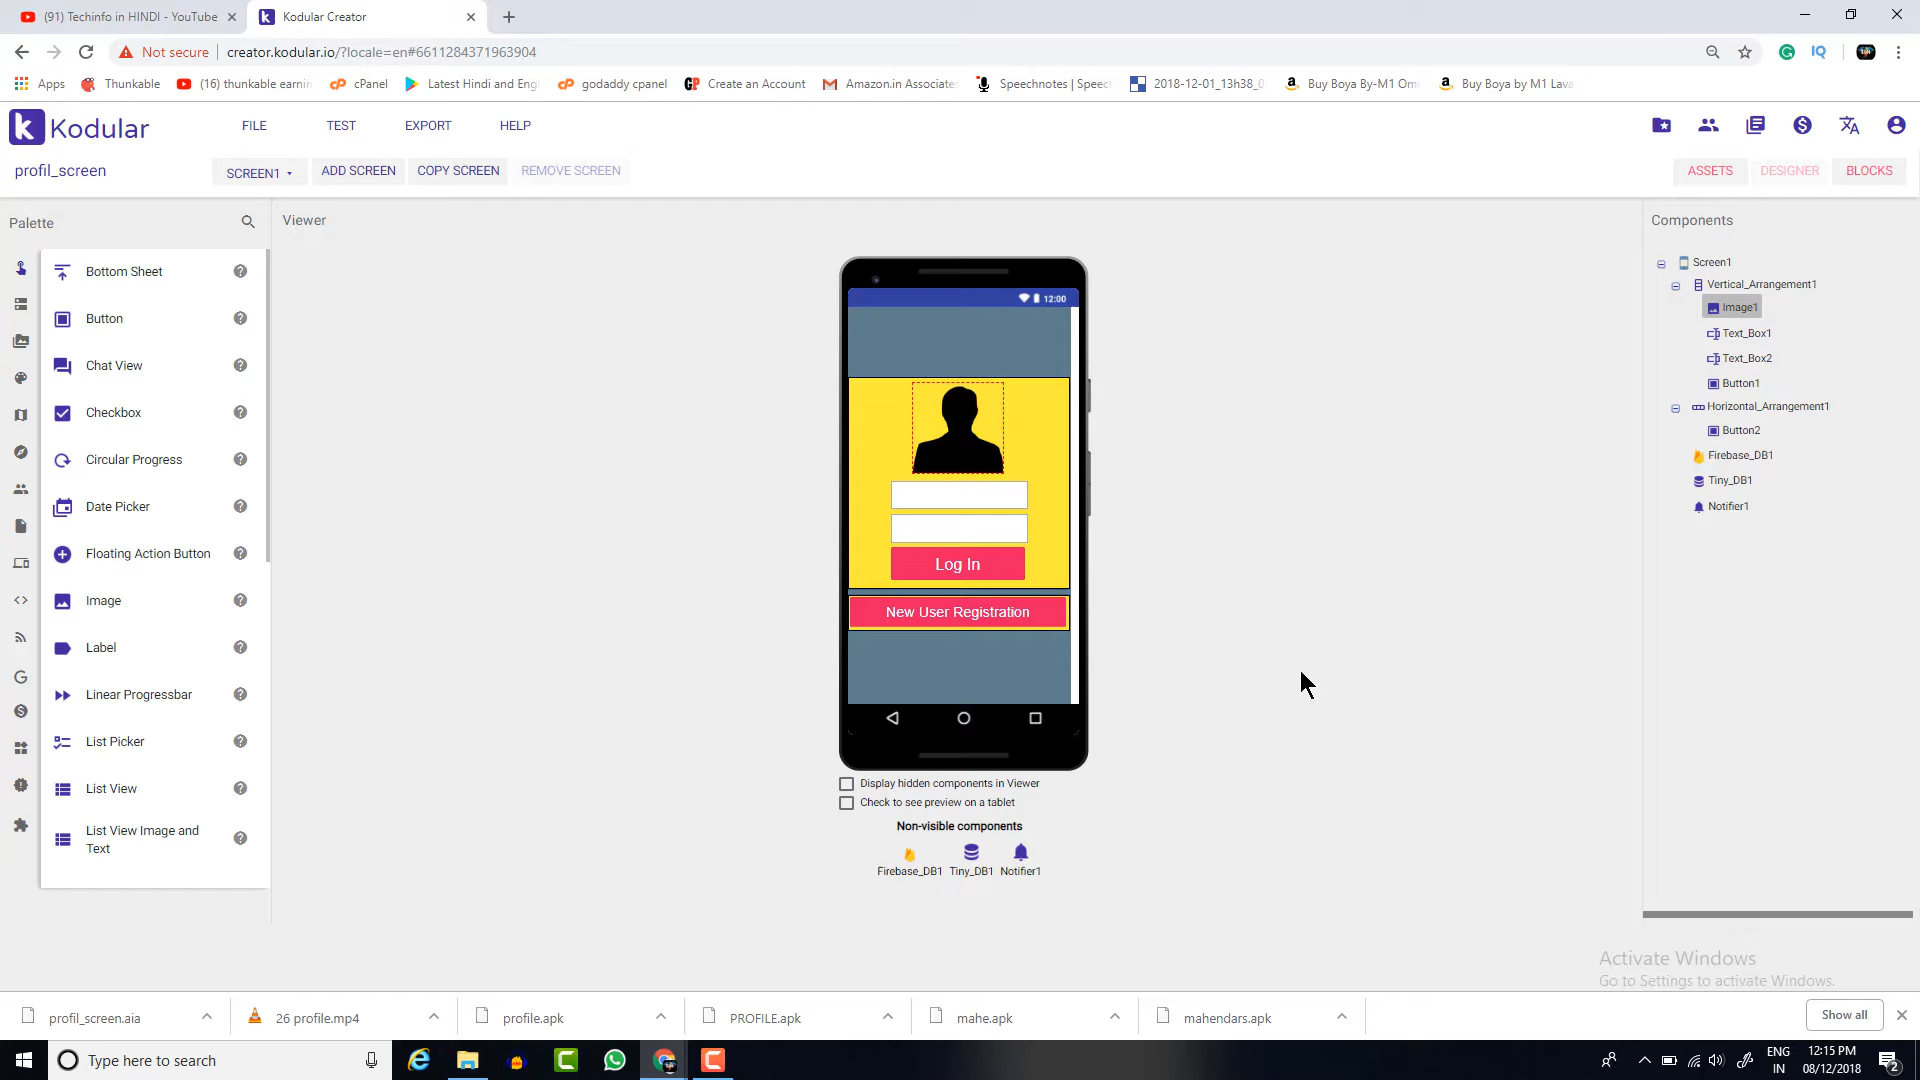 (91) Techinfo in HINDI - YouTube
Kodular Creator
Not secure
creator.kodular.io/?locale=en#6611284371963904
Apps
Thunkable
(16) thunkable earnin
cPanel
Latest Hindi and Eng
godaddy cpanel
Create an Account
Amazon.in Associate
Speechnotes | Speec
2018-12-01_13h38_0
Buy Boya By-M1 Om
Buy Boya by M1 Lava
Kodular
FILE
TEST
EXPORT
HELP
profil_screen
SCREEN1
ADD SCREEN
COPY SCREEN
REMOVE SCREEN
ASSETS
DESIGNER
BLOCKS
Palette
Viewer
Components
Bottom Sheet
Button
Chat View
Checkbox
Circular Progress
Date Picker
Floating Action Button
Image
Label
Linear Progressbar
List Picker
List View
List View Image and
Text
12:00
Log In
New User Registration
Display hidden components in Viewer
Check to see preview on a tablet
Non-visible components
Firebase_DB1
Tiny_DB1
Notifier1
Screen1
Vertical_Arrangement1
Image1
Text_Box1
Text_Box2
Button1
Horizontal_Arrangement1
Button2
Firebase_DB1
Tiny_DB1
Notifier1
Activate Windows
Go to Settings to activate Windows.
profil_screen.aia
26 profile.mp4
profile.apk
PROFILE.apk
mahe.apk
mahendars.apk
Show all
Type here to search
ENG
IN
12:15 PM
08/12/2018
2